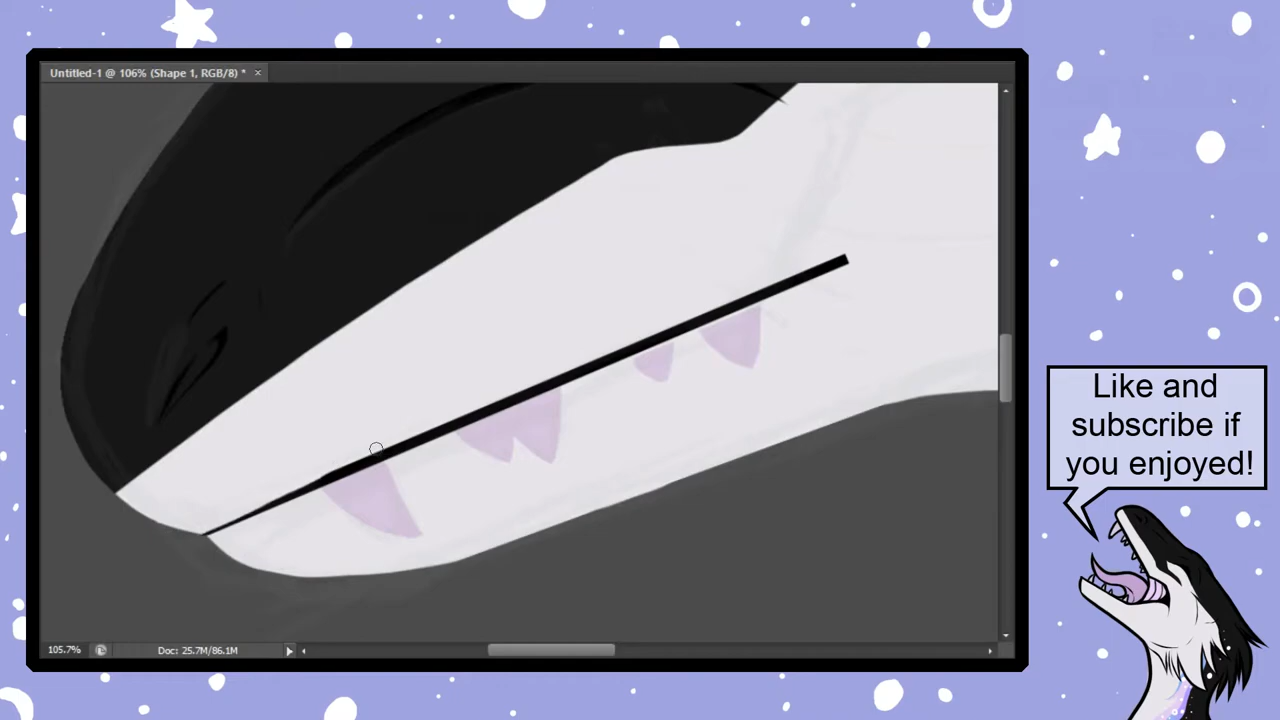 Untitled-1 @ 106% (Shape 1, RGB/8) *
Like and
subscribe if
you enjoyed!
105.7%
Doc: 25.7M/86.1M